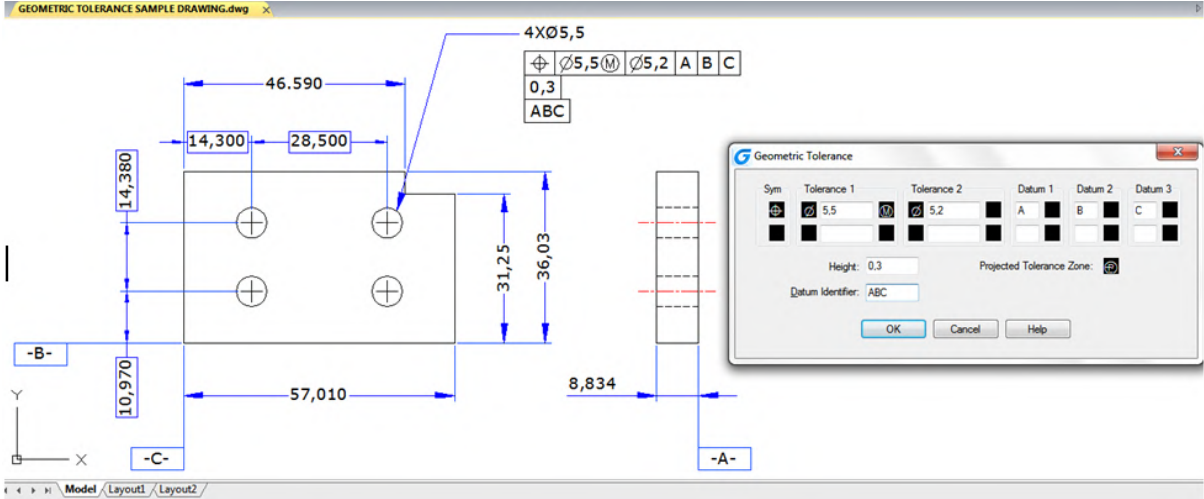 GEOMETRIC TOLERANCE SAMPLE DRAWING.dwg ×
4XØ5,5
⌖ Ø5,5Ⓜ Ø5,2 A B C
0,3
ABC
46.590
14,300 28,500
14,380
31,25
36,03
10,970
57,010
8,834
-B-
-C-
-A-
Y
X
Geometric Tolerance
Sym Tolerance 1 Tolerance 2 Datum 1 Datum 2 Datum 3
⌖ Ø 5,5 Ⓜ Ø 5,2 A B C
Height: 0,3 Projected Tolerance Zone: Ⓟ
Datum Identifier: ABC
OK Cancel Help
Model Layout1 Layout2